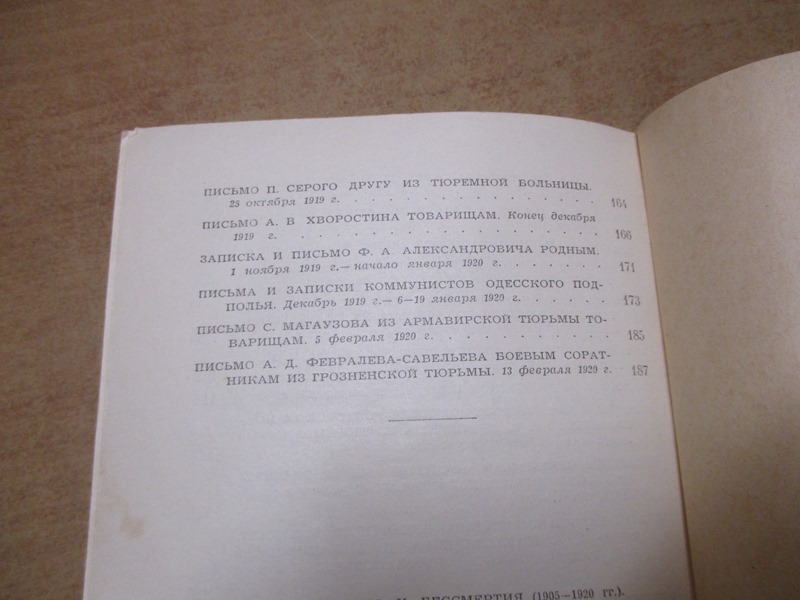 ПИСЬМО П. СЕРОГО ДРУГУ ИЗ ТЮРЕМНОЙ БОЛЬНИЦЫ.
25 октября 1919 г. . . . . . . . . . . . . . . . 164
ПИСЬМО А. В ХВОРОСТИНА ТОВАРИЩАМ. Конец декабря
1919 г. . . . . . . . . . . . . . . . . . . . 166
ЗАПИСКА И ПИСЬМО Ф. А. АЛЕКСАНДРОВИЧА РОДНЫМ.
1 ноября 1919 г.— начало января 1920 г. . . . . . . 171
ПИСЬМА И ЗАПИСКИ КОММУНИСТОВ ОДЕССКОГО ПОД-
ПОЛЬЯ. Декабрь 1919 г.— 6—19 января 1920 г. . . . . . 173
ПИСЬМО С. МАГАУЗОВА ИЗ АРМАВИРСКОЙ ТЮРЬМЫ ТО-
ВАРИЩАМ. 5 февраля 1920 г. . . . . . . . . . . . 185
ПИСЬМО А. Д. ФЕВРАЛЕВА-САВЕЛЬЕВА БОЕВЫМ СОРАТ-
НИКАМ ИЗ ГРОЗНЕНСКОЙ ТЮРЬМЫ. 13 февраля 1920 г. 187
БЕССМЕРТИЯ (1905—1920 гг.).